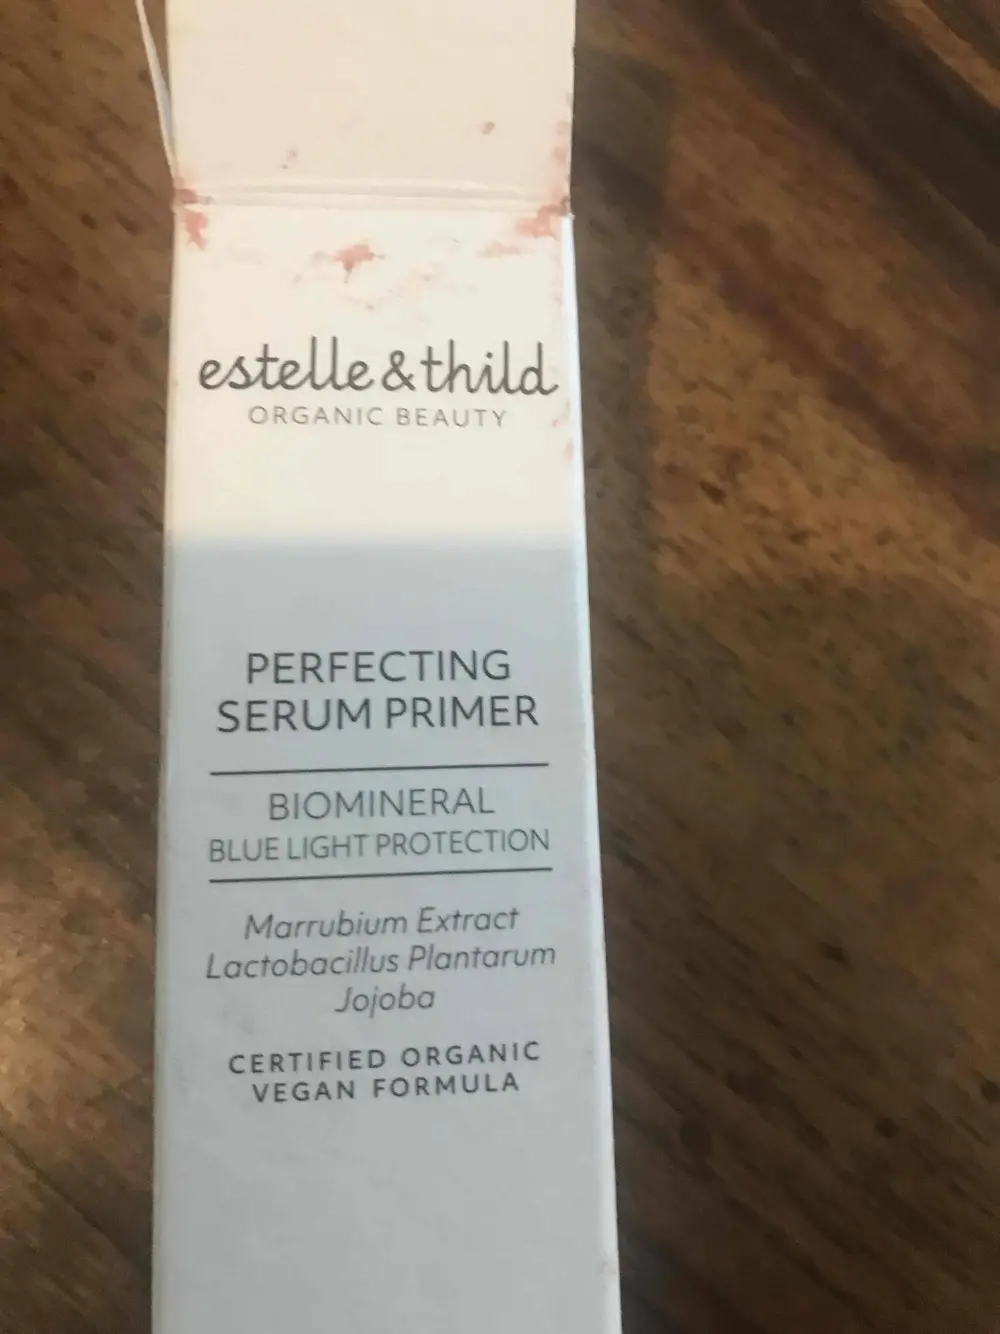 estelle & thild
ORGANIC BEAUTY
PERFECTING
SERUM PRIMER
BIOMINERAL
BLUE LIGHT PROTECTION
Marrubium Extract
Lactobacillus Plantarum
Jojoba
CERTIFIED ORGANIC
VEGAN FORMULA